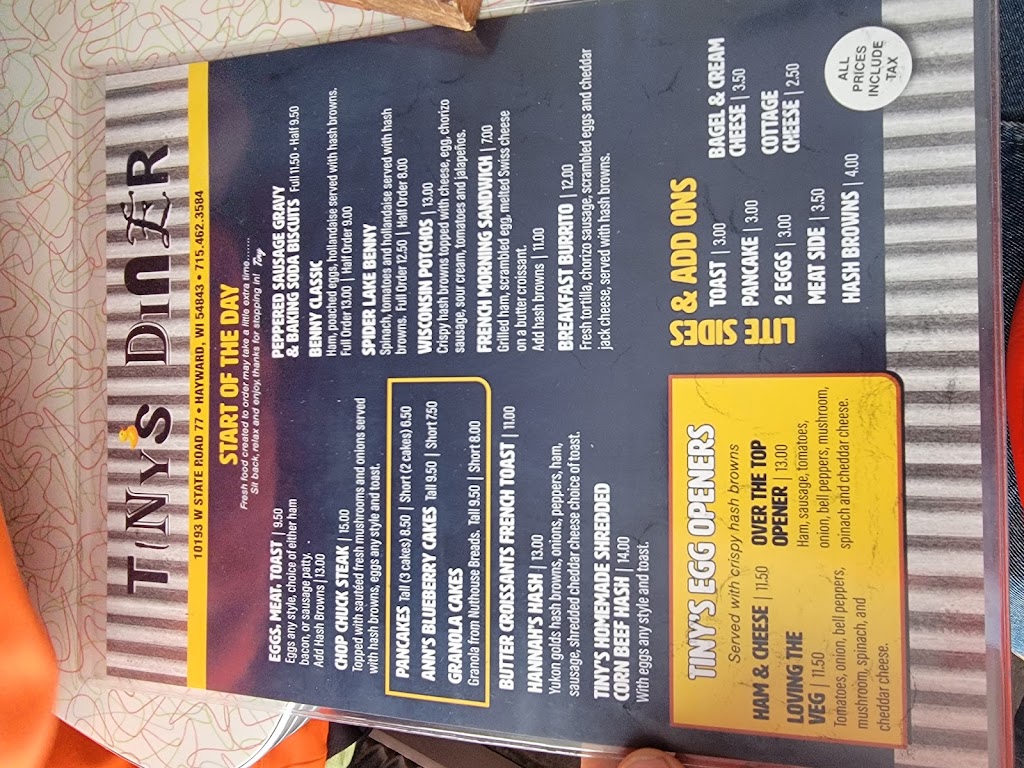 TINY'S DINER
10193 W STATE ROAD 77 • HAYWARD, WI 54843 • 715.462.3584
START OF THE DAY
Fresh food created to order may take a little extra time......
Sit back, relax and enjoy, thanks for stopping in! Tiny
EGGS, MEAT, TOAST | 9.50
Eggs any style, choice of either ham
bacon, or sausage patty.
Add Hash Browns | 13.00
CHOP CHUCK STEAK | 15.00
Topped with sautéed fresh mushrooms and onions served
with hash browns, eggs any style and toast.
PANCAKES Tall (3 cakes) 8.50 | Short (2 cakes) 6.50
ANN'S BLUEBERRY CAKES Tall 9.50 | Short 7.50
GRANOLA CAKES
Granola from Nuthouse Breads. Tall 9.50 | Short 8.00
BUTTER CROISSANTS FRENCH TOAST | 11.00
HANNAH'S HASH | 13.00
Yukon golds hash browns, onions, peppers, ham,
sausage, shredded cheddar cheese choice of toast.
TINY'S HOMEMADE SHREDDED
CORN BEEF HASH | 14.00
With eggs any style and toast.
PEPPERED SAUSAGE GRAVY
& BAKING SODA BISCUITS Full 11.50 • Half 9.50
BENNY CLASSIC
Ham, poached eggs, hollandaise served with hash browns.
Full Order 13.00 | Half Order 9.00
SPIDER LAKE BENNY
Spinach, tomatoes and hollandaise served with hash
browns. Full Order 12.50 | Half Order 8.00
WISCONSIN POTCHOS | 13.00
Crispy hash browns topped with cheese, egg, chorizo
sausage, sour cream, tomatoes and jalapeños.
FRENCH MORNING SANDWICH | 7.00
Grilled ham, scrambled egg, melted Swiss cheese
on a butter croissant.
Add hash browns | 11.00
BREAKFAST BURRITO | 12.00
Fresh tortilla, chorizo sausage, scrambled eggs and cheddar
jack cheese, served with hash browns.
TINY'S EGG OPENERS
Served with crispy hash browns
HAM & CHEESE | 11.50
LOVING THE
VEG | 11.50
Tomatoes, onion, bell peppers,
mushroom, spinach, and
cheddar cheese.
OVER THE TOP
OPENER | 13.00
Ham, sausage, tomatoes,
onion, bell peppers, mushroom,
spinach and cheddar cheese.
LITE SIDES
& ADD ONS
TOAST | 3.00
PANCAKE | 3.00
2 EGGS | 3.00
MEAT SIDE | 3.50
HASH BROWNS | 4.00
BAGEL & CREAM
CHEESE | 3.50
COTTAGE
CHEESE | 2.50
ALL
PRICES
INCLUDE
TAX